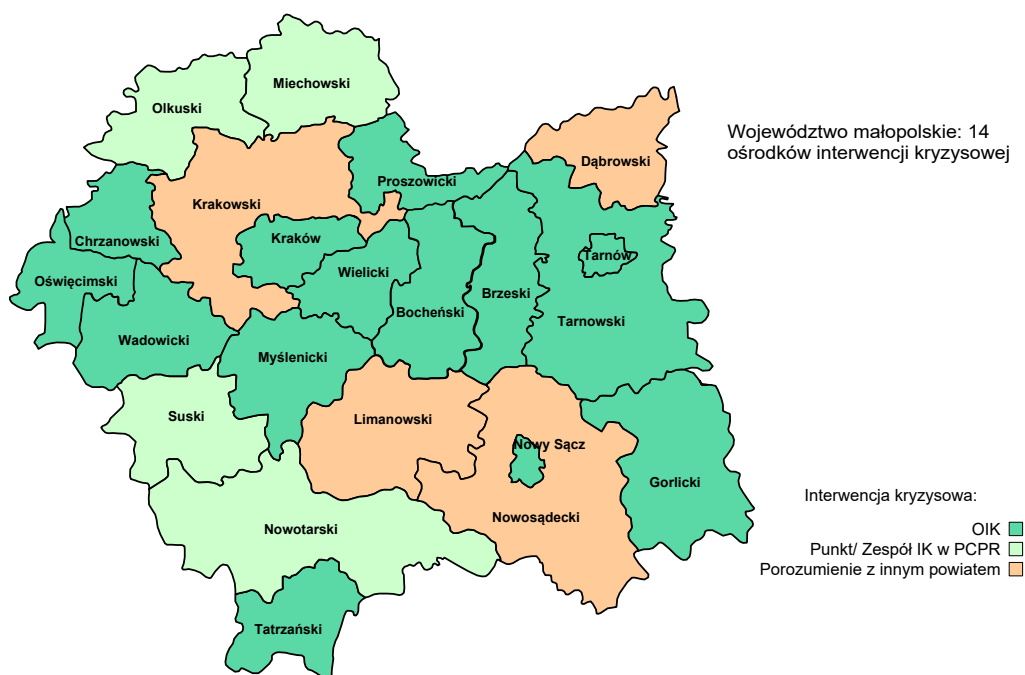 Miechowski
Olkuski
Województwo małopolskie: 14
ośrodków interwencji kryzysowej
Dąbrowski
Proszowicki
Krakowski
Chrzanowski
Kraków
Tarnów
Wielicki
Oświęcimski
Brzeski
Bocheński
Tarnowski
Wadowicki
Myślenicki
Suski
Limanowski
Nowy Sącz
Gorlicki
Nowosądecki
Nowotarski
Tatrzański
Interwencja kryzysowa:
OIK
Punkt/ Zespół IK w PCPR
Porozumienie z innym powiatem